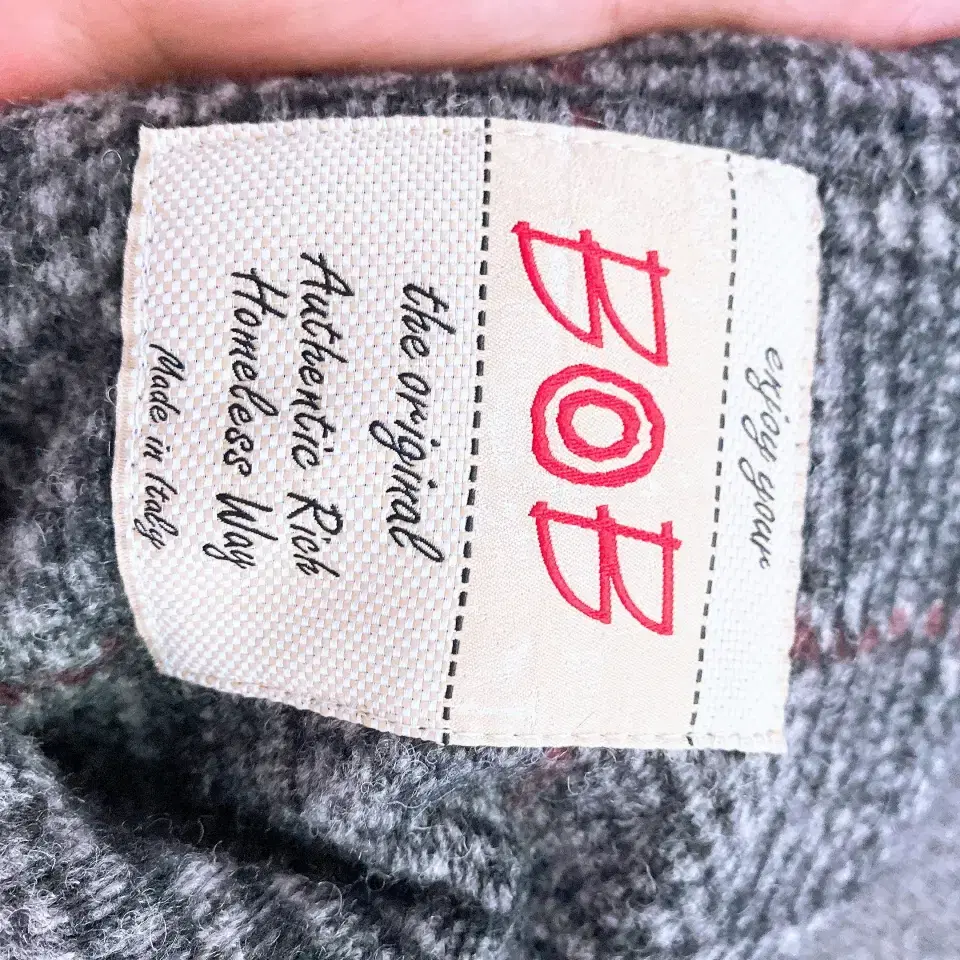 enjoy your
BOB
the original
Authentic Rich
Homeless Way
Made in Italy